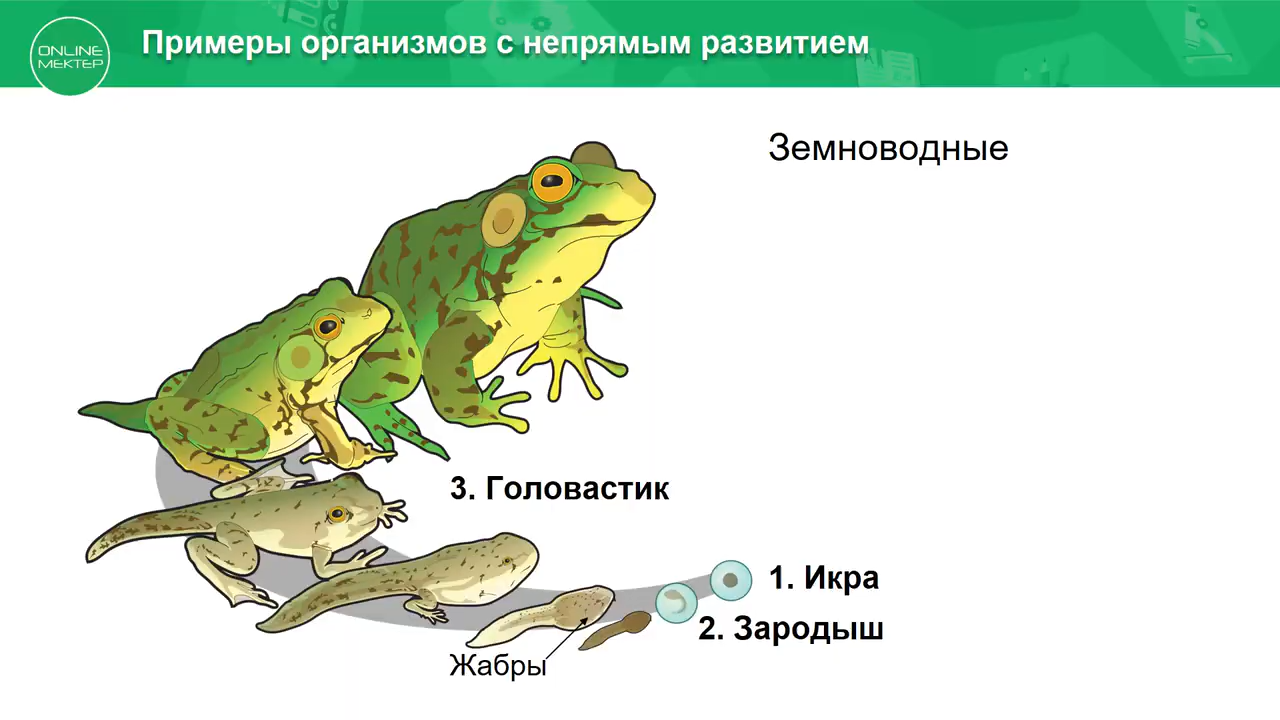 ONLINE
МЕКТЕР
Примеры организмов с непрямым развитием
Земноводные
3. Головастик
1. Икра
2. Зародыш
Жабры